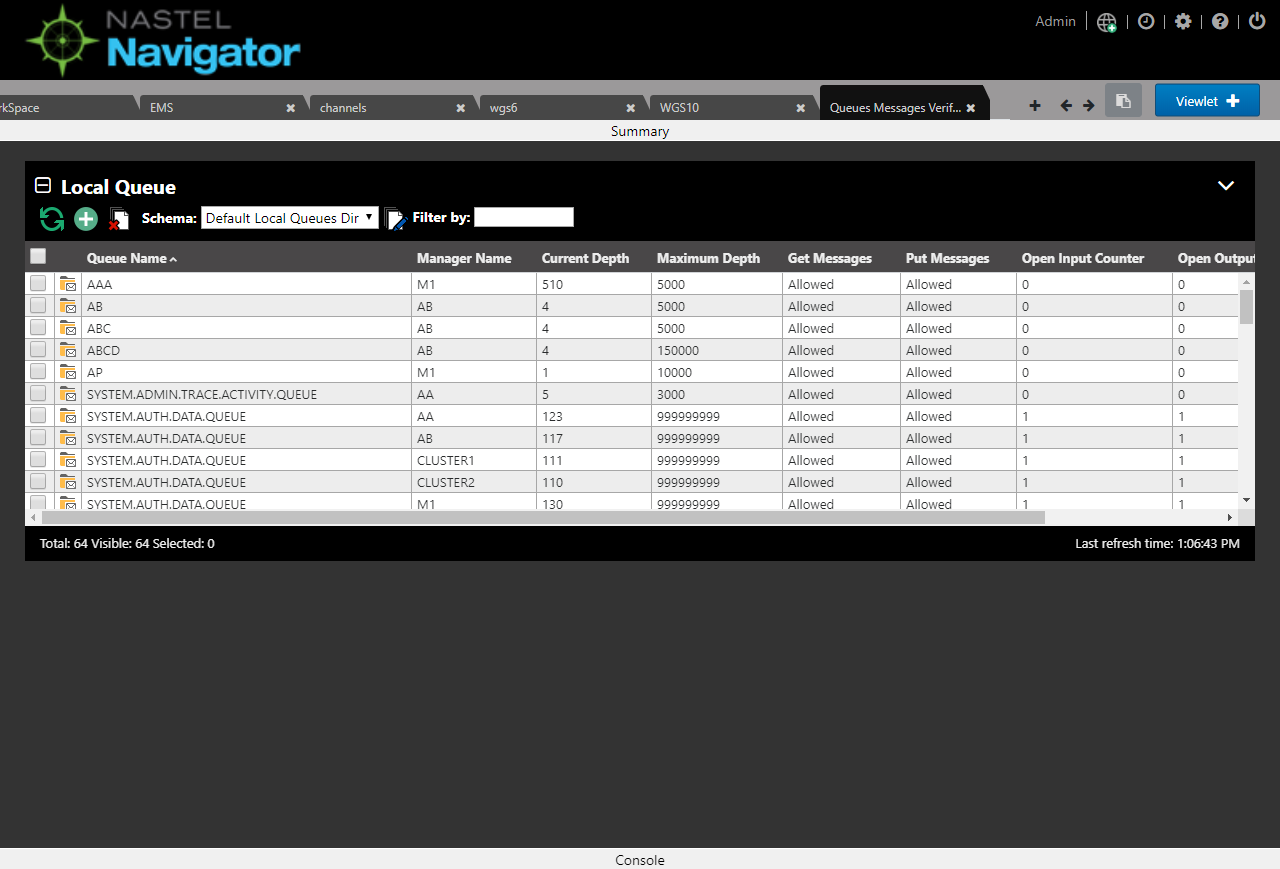 NASTEL
Navigator
Admin
rkSpace EMS channels wgs6 WGS10 Queues Messages Verif... Viewlet
Summary
Local Queue
Schema: Default Local Queues Dir Filter by:
Queue Name Manager Name Current Depth Maximum Depth Get Messages Put Messages Open Input Counter Open Output
AAA M1 510 5000 Allowed Allowed 0 0
AB AB 4 5000 Allowed Allowed 0 0
ABC AB 4 5000 Allowed Allowed 0 0
ABCD AB 4 150000 Allowed Allowed 0 0
AP M1 1 10000 Allowed Allowed 0 0
SYSTEM.ADMIN.TRACE.ACTIVITY.QUEUE AA 5 3000 Allowed Allowed 0 0
SYSTEM.AUTH.DATA.QUEUE AA 123 999999999 Allowed Allowed 1 1
SYSTEM.AUTH.DATA.QUEUE AB 117 999999999 Allowed Allowed 1 1
SYSTEM.AUTH.DATA.QUEUE CLUSTER1 111 999999999 Allowed Allowed 1 1
SYSTEM.AUTH.DATA.QUEUE CLUSTER2 110 999999999 Allowed Allowed 1 1
SYSTEM.AUTH.DATA.QUEUE M1 130 999999999 Allowed Allowed 1 1
Total: 64 Visible: 64 Selected: 0 Last refresh time: 1:06:43 PM
Console